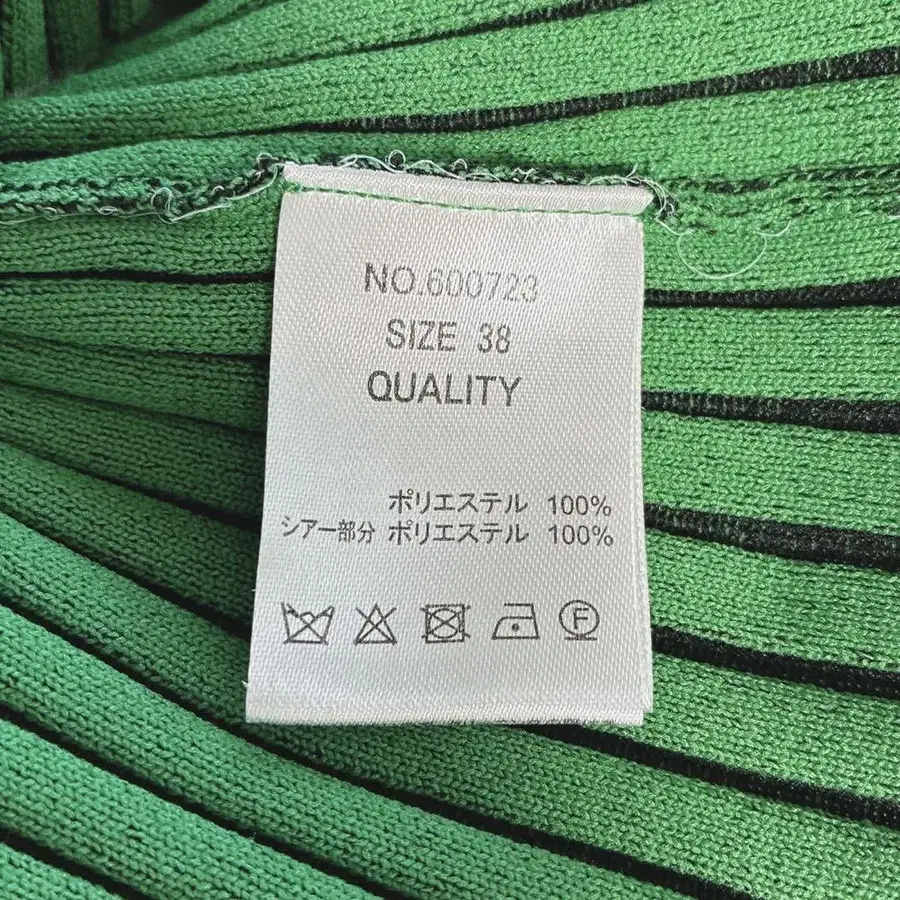 NO.600723
SIZE 38
QUALITY
ポリエステル 100%
シアー部分 ポリエステル 100%
F